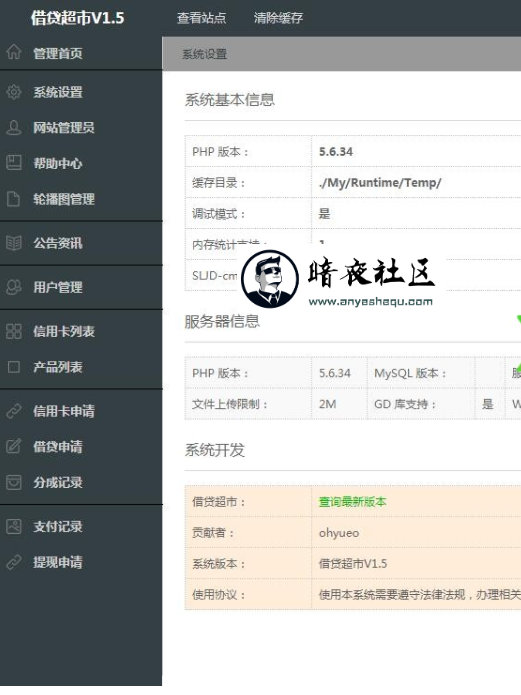 借贷超市V1.5 查看站点 清除缓存
管理首页
系统设置
网站管理员
帮助中心
轮播图管理
公告资讯
用户管理
信用卡列表
产品列表
信用卡申请
借贷申请
分成记录
支付记录
提现申请
系统设置
系统基本信息
PHP 版本： 5.6.34
缓存目录： ./My/Runtime/Temp/
调试模式： 是
内存统计支持： 1
SLJD-cm
暗夜社区
www.anyeshequ.com
服务器信息
PHP 版本： 5.6.34 MySQL 版本：
文件上传限制： 2M GD 库支持： 是 W
系统开发
借贷超市： 查询最新版本
贡献者： ohyueo
系统版本： 借贷超市V1.5
使用协议： 使用本系统需要遵守法律法规，办理相关